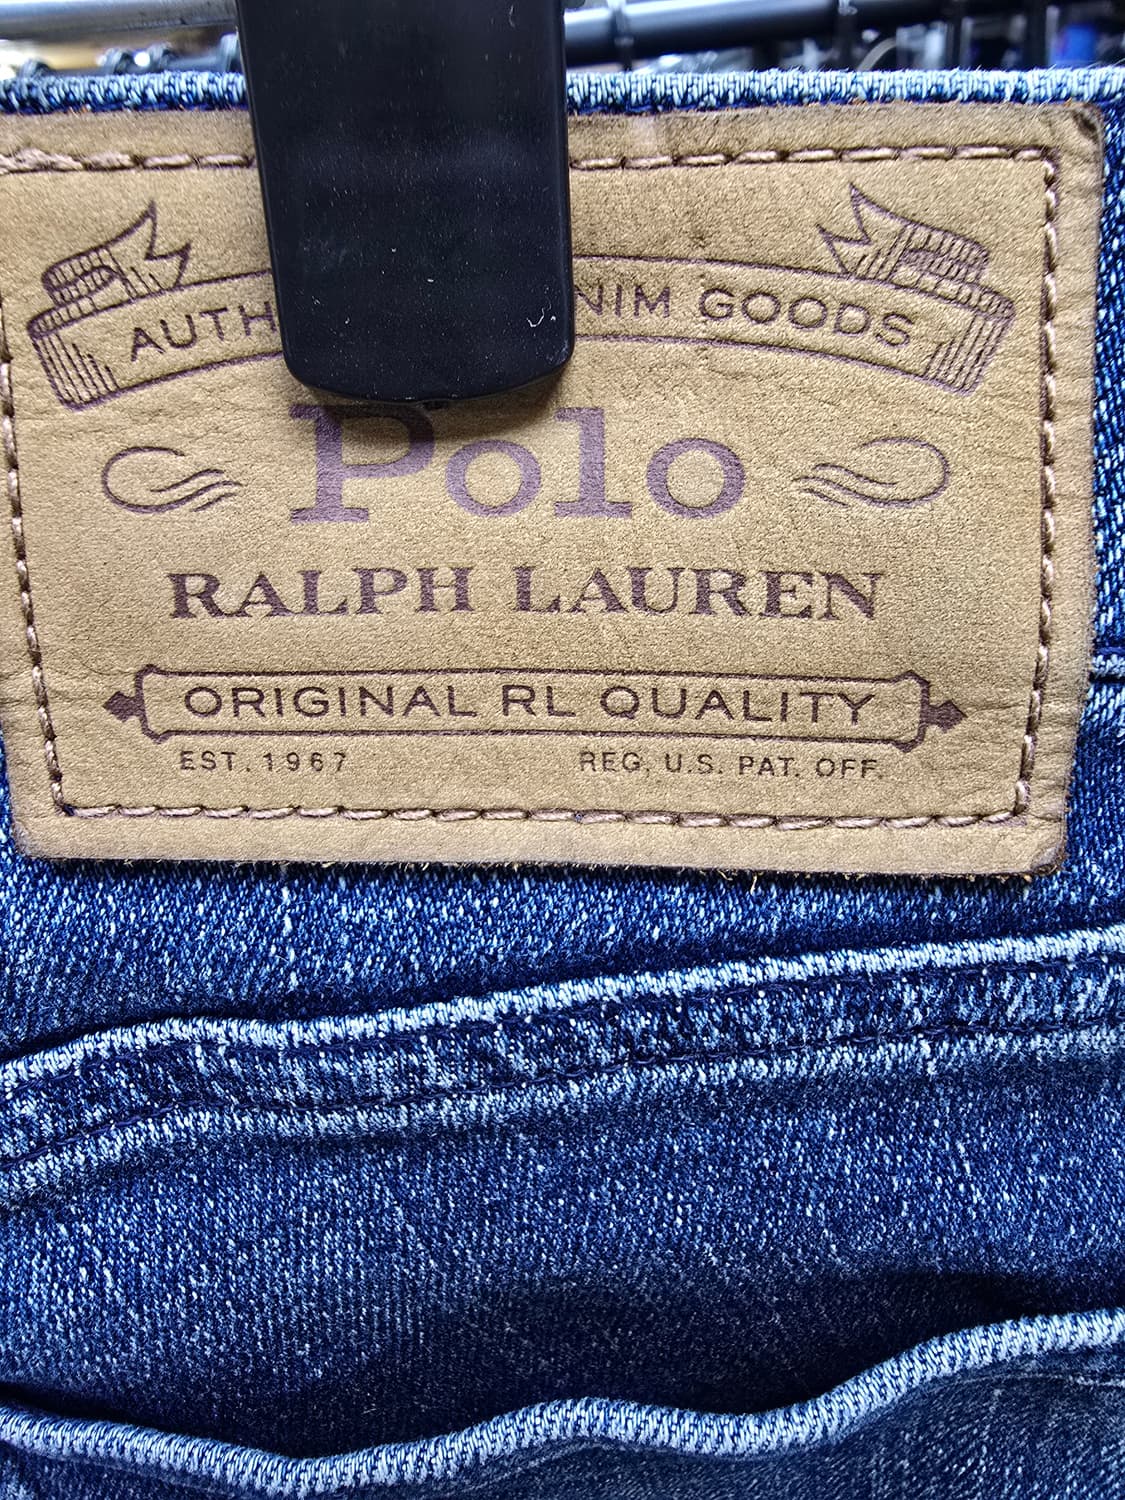 AUTH NIM GOODS
Polo
RALPH LAUREN
ORIGINAL RL QUALITY
EST. 1967 REG. U.S. PAT. OFF.